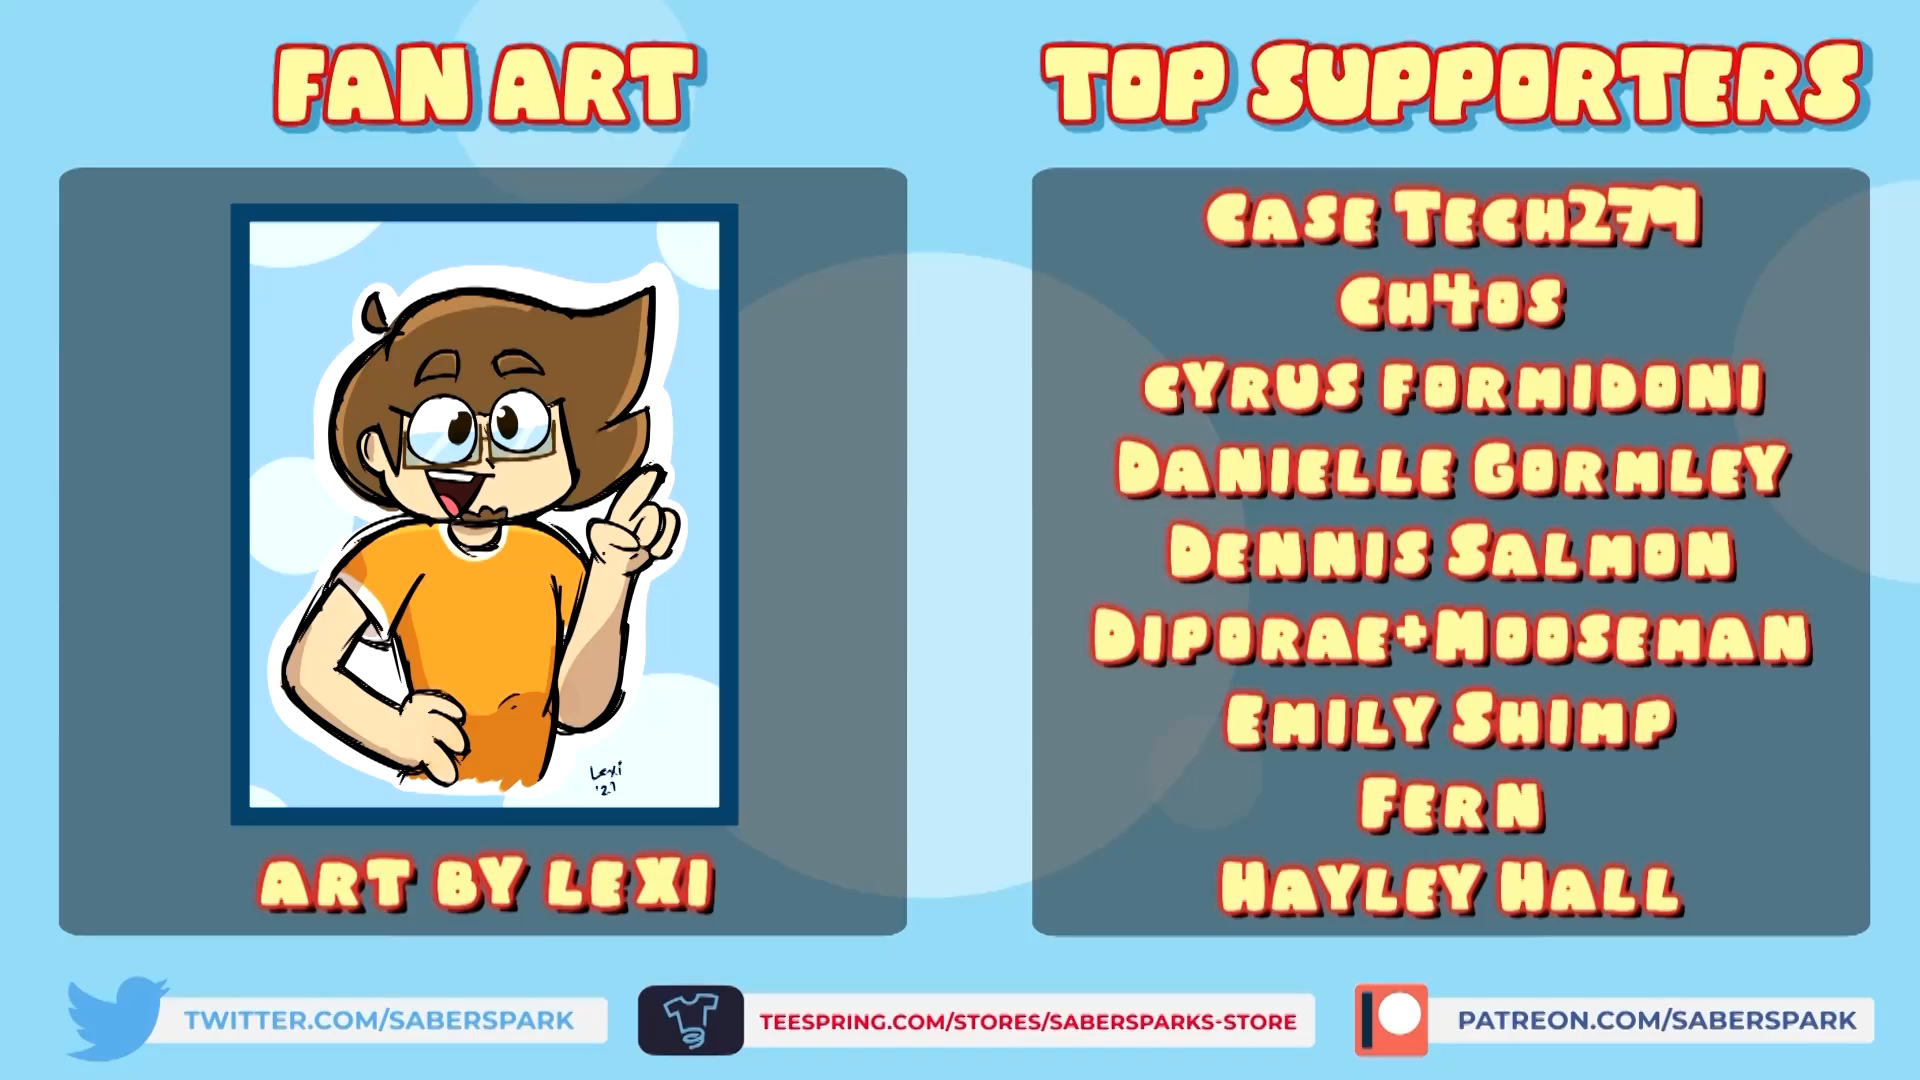 FAN ART
Lexi
'21
ART BY LEXI
TOP SUPPORTERS
CASE TECH279
CH4OS
CYRUS FORMIDONI
DANIELLE GORMLEY
DENNIS SALMON
DIPORAE+MOOSEMAN
EMILY SHIMP
FERN
HAYLEY HALL
TWITTER.COM/SABERSPARK
TEESPRING.COM/STORES/SABERSPARKS-STORE
PATREON.COM/SABERSPARK